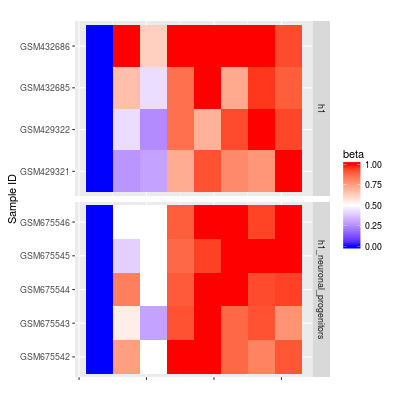 Sample ID
GSM432686
GSM432685
GSM429322
GSM429321
h1
GSM675546
GSM675545
GSM675544
GSM675543
GSM675542
h1_neuronal_progenitors
beta
1.00
0.75
0.50
0.25
0.00